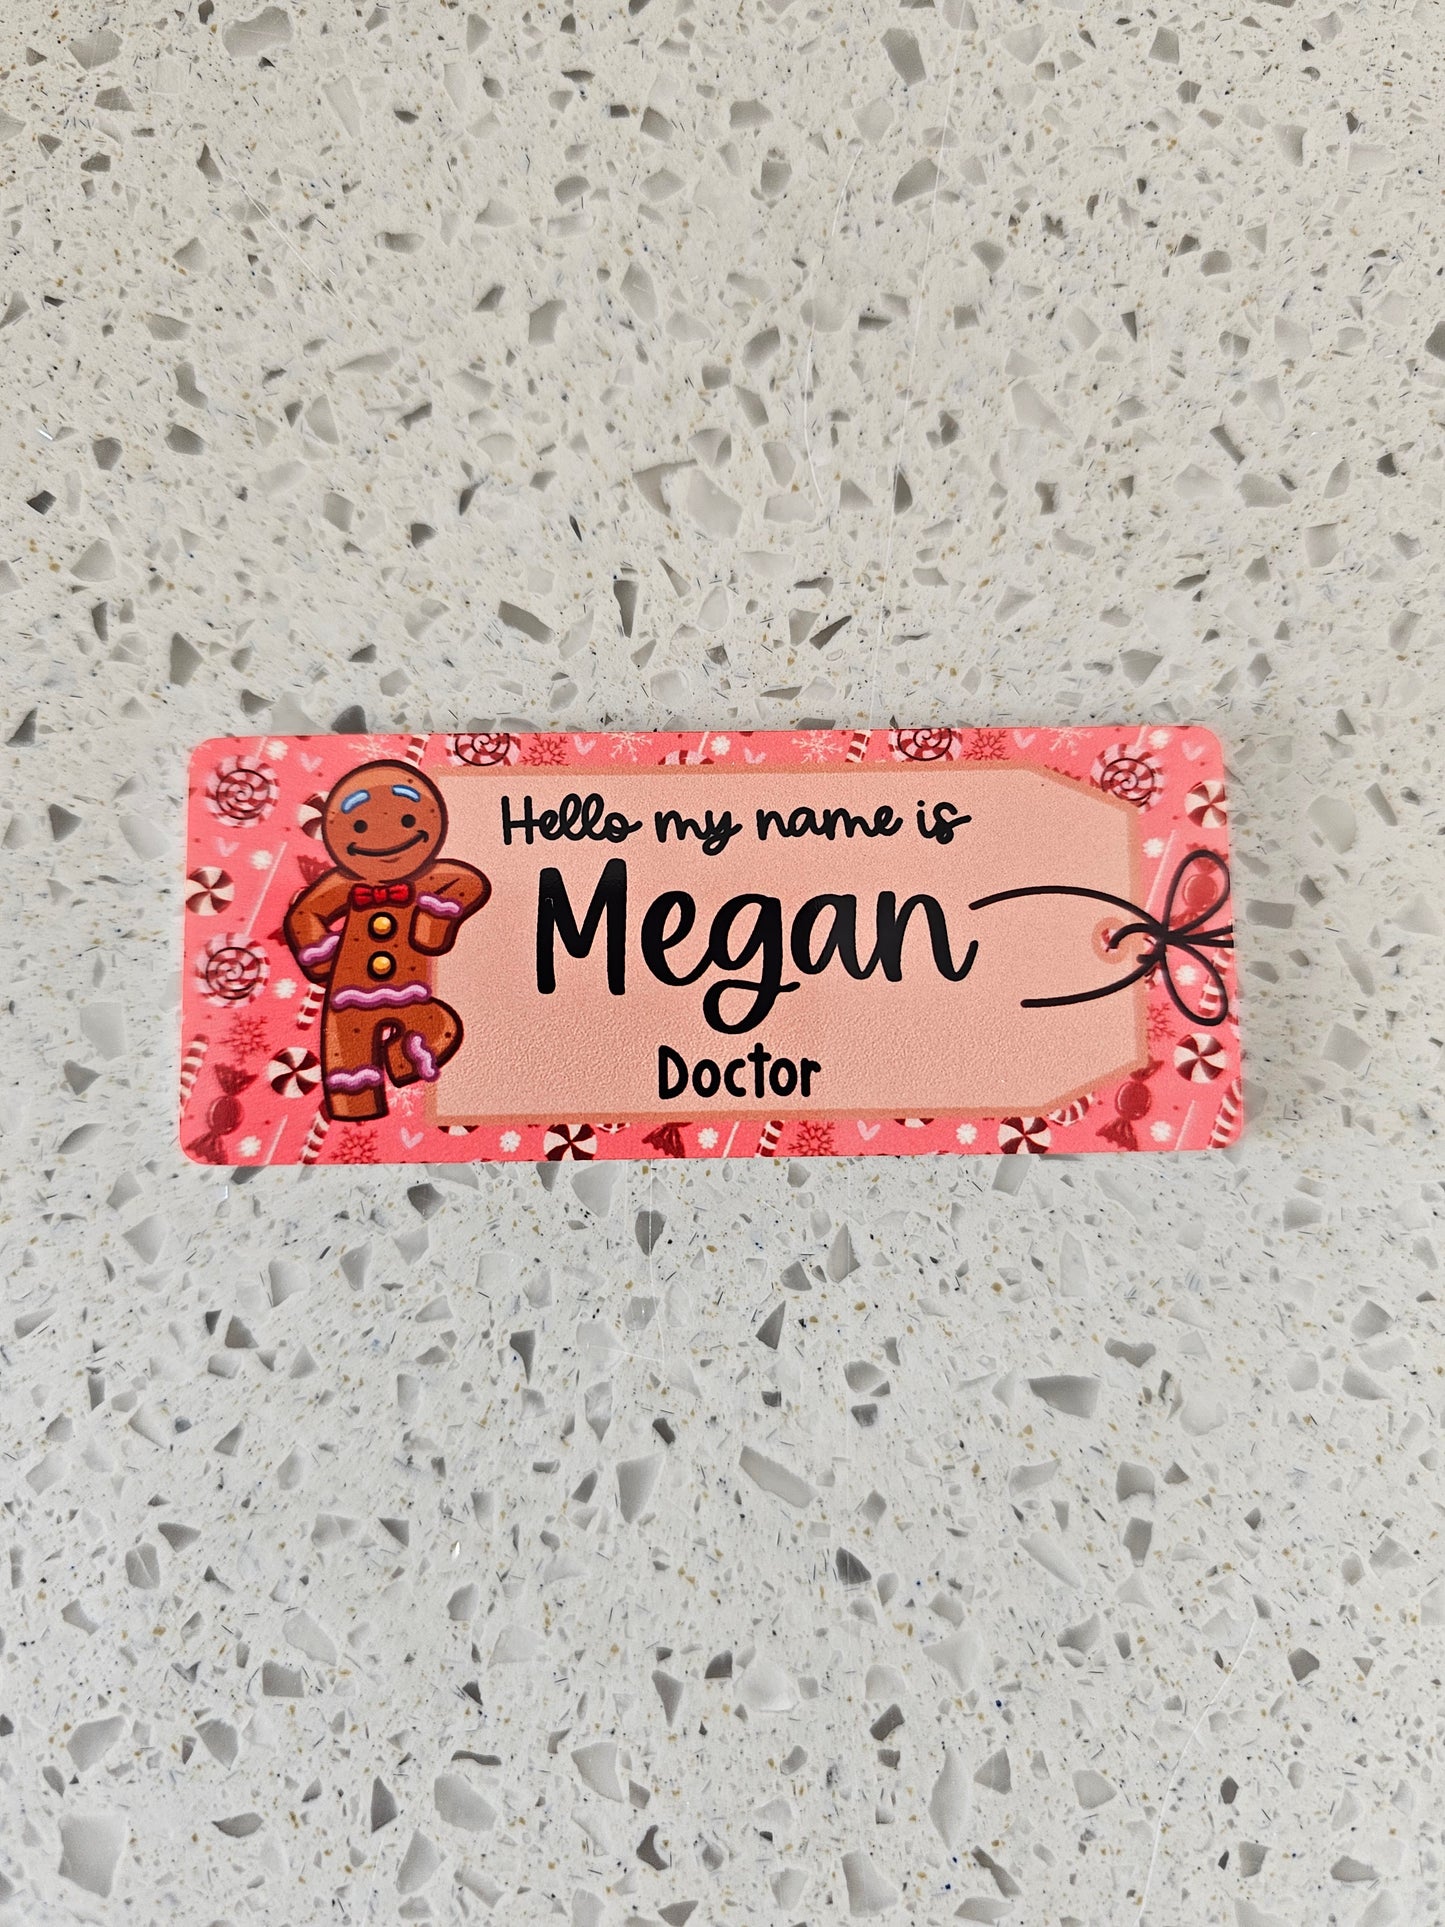 Hello my name is
Megan
Doctor